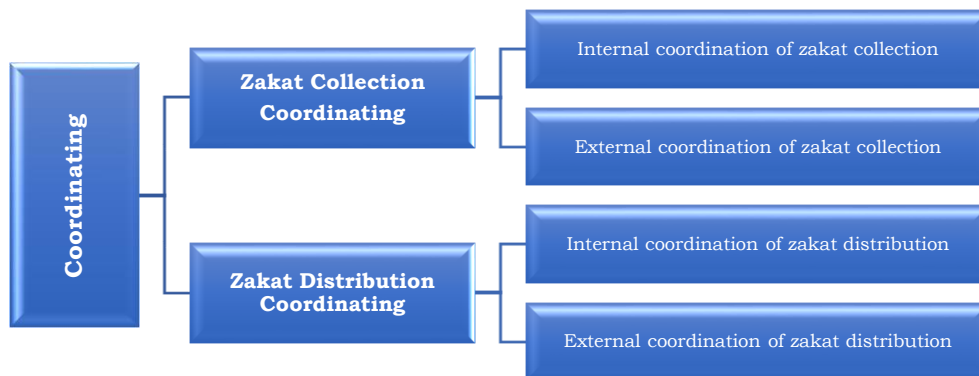 Coordinating
Zakat Collection
Coordinating
Internal coordination of zakat collection
External coordination of zakat collection
Zakat Distribution
Coordinating
Internal coordination of zakat distribution
External coordination of zakat distribution